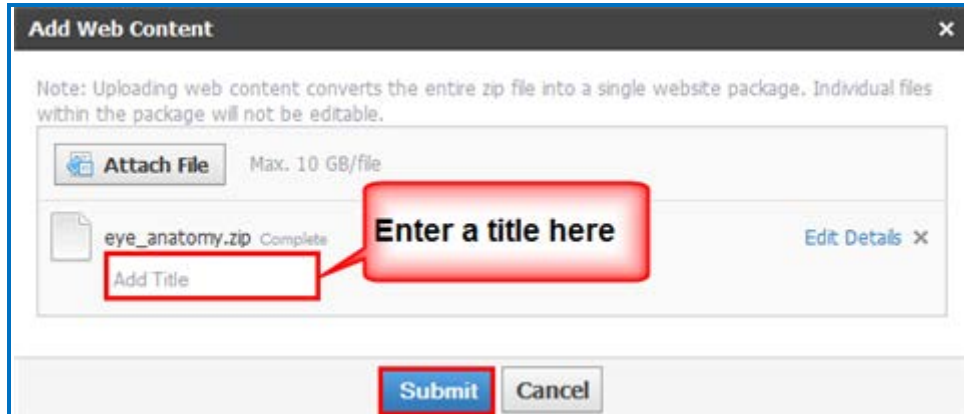 Add Web Content ×
Note: Uploading web content converts the entire zip file into a single website package. Individual files
within the package will not be editable.
Attach File Max. 10 GB/file
eye_anatomy.zip Complete Enter a title here Edit Details ×
Add Title
Submit Cancel